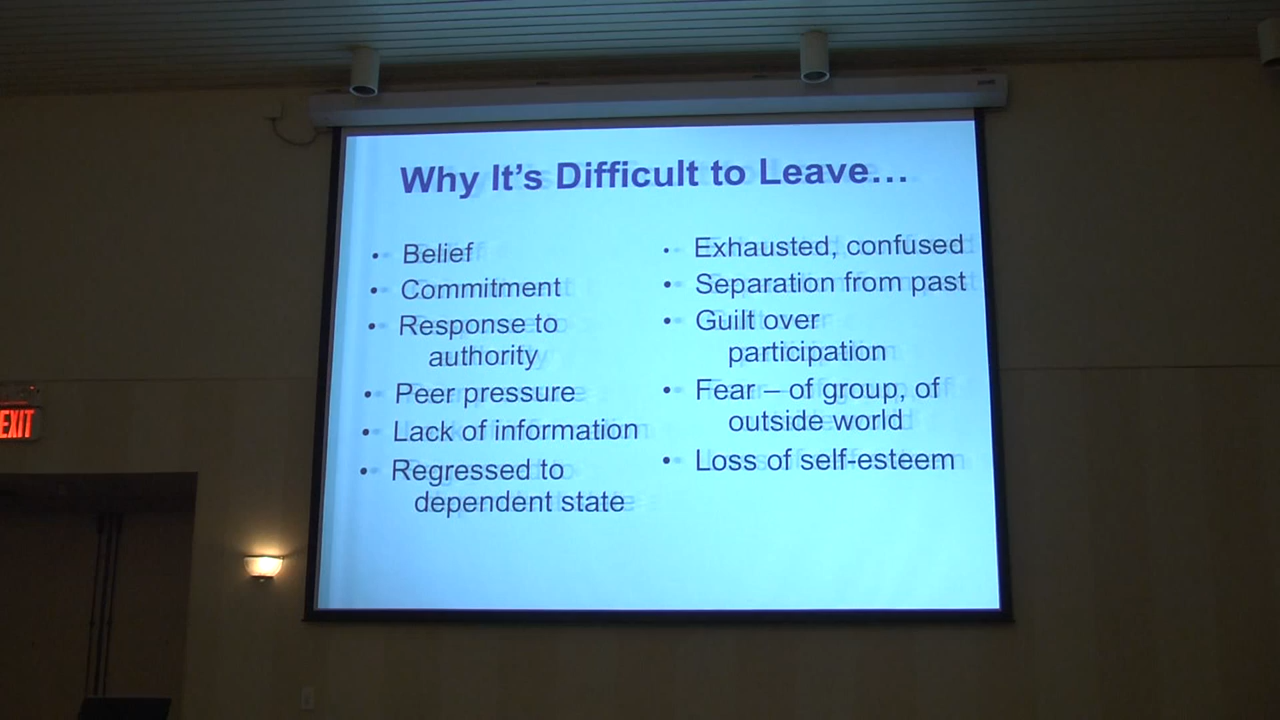 Why It's Difficult to Leave…
• Belief
• Commitment
• Response to
authority
• Peer pressure
• Lack of information
• Regressed to
dependent state
• Exhausted, confused
• Separation from past
• Guilt over
participation
• Fear – of group, of
outside world
• Loss of self-esteem
EXIT